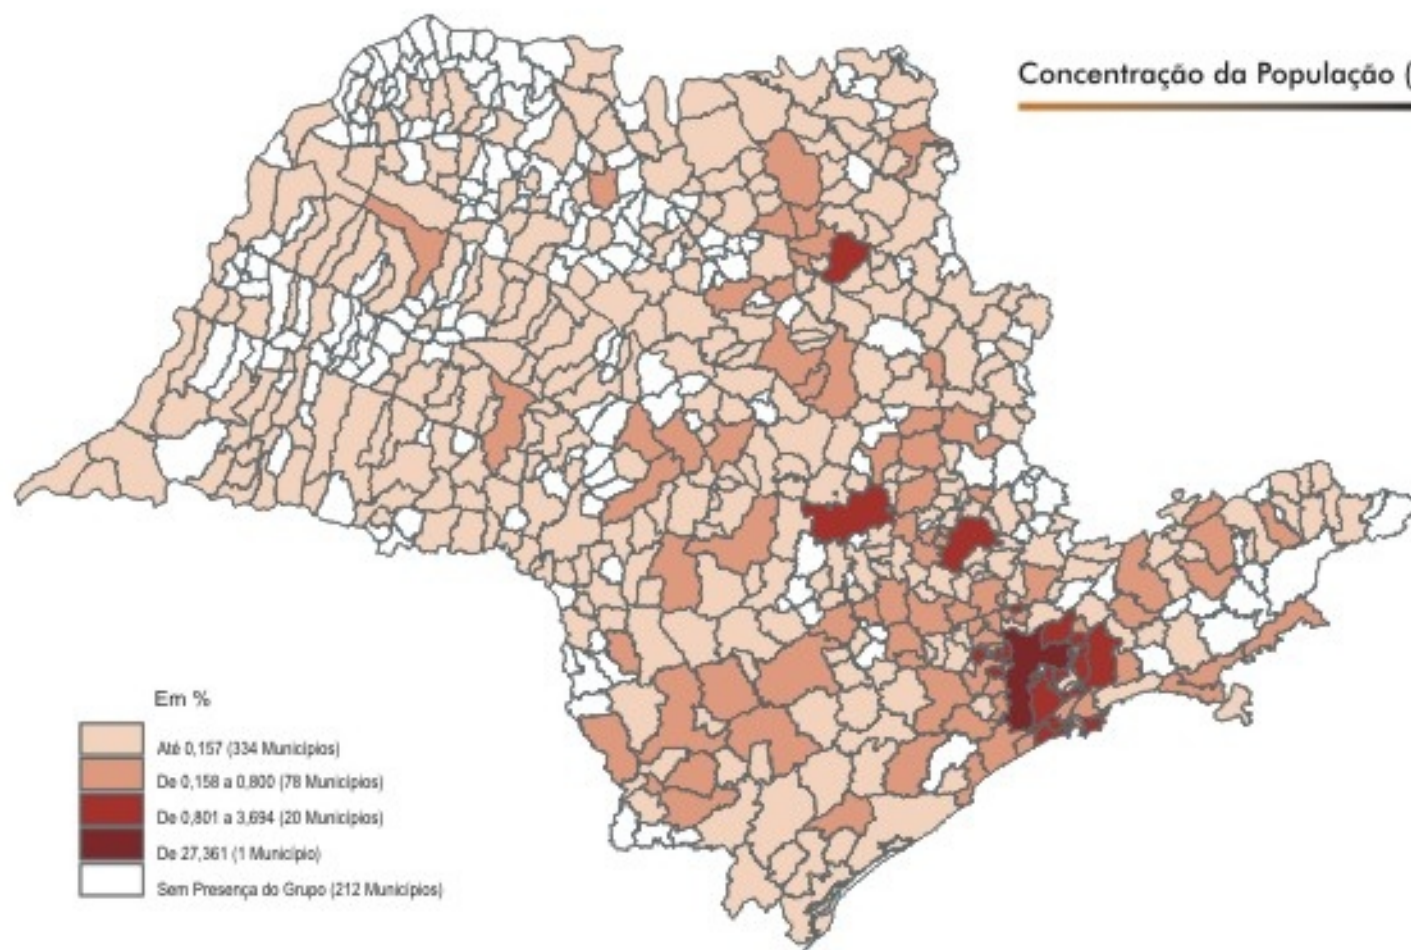 Concentração da População (
Em %
Até 0,157 (334 Municípios)
De 0,158 a 0,800 (78 Municípios)
De 0,801 a 3,694 (20 Municípios)
De 27,361 (1 Município)
Sem Presença do Grupo (212 Municípios)